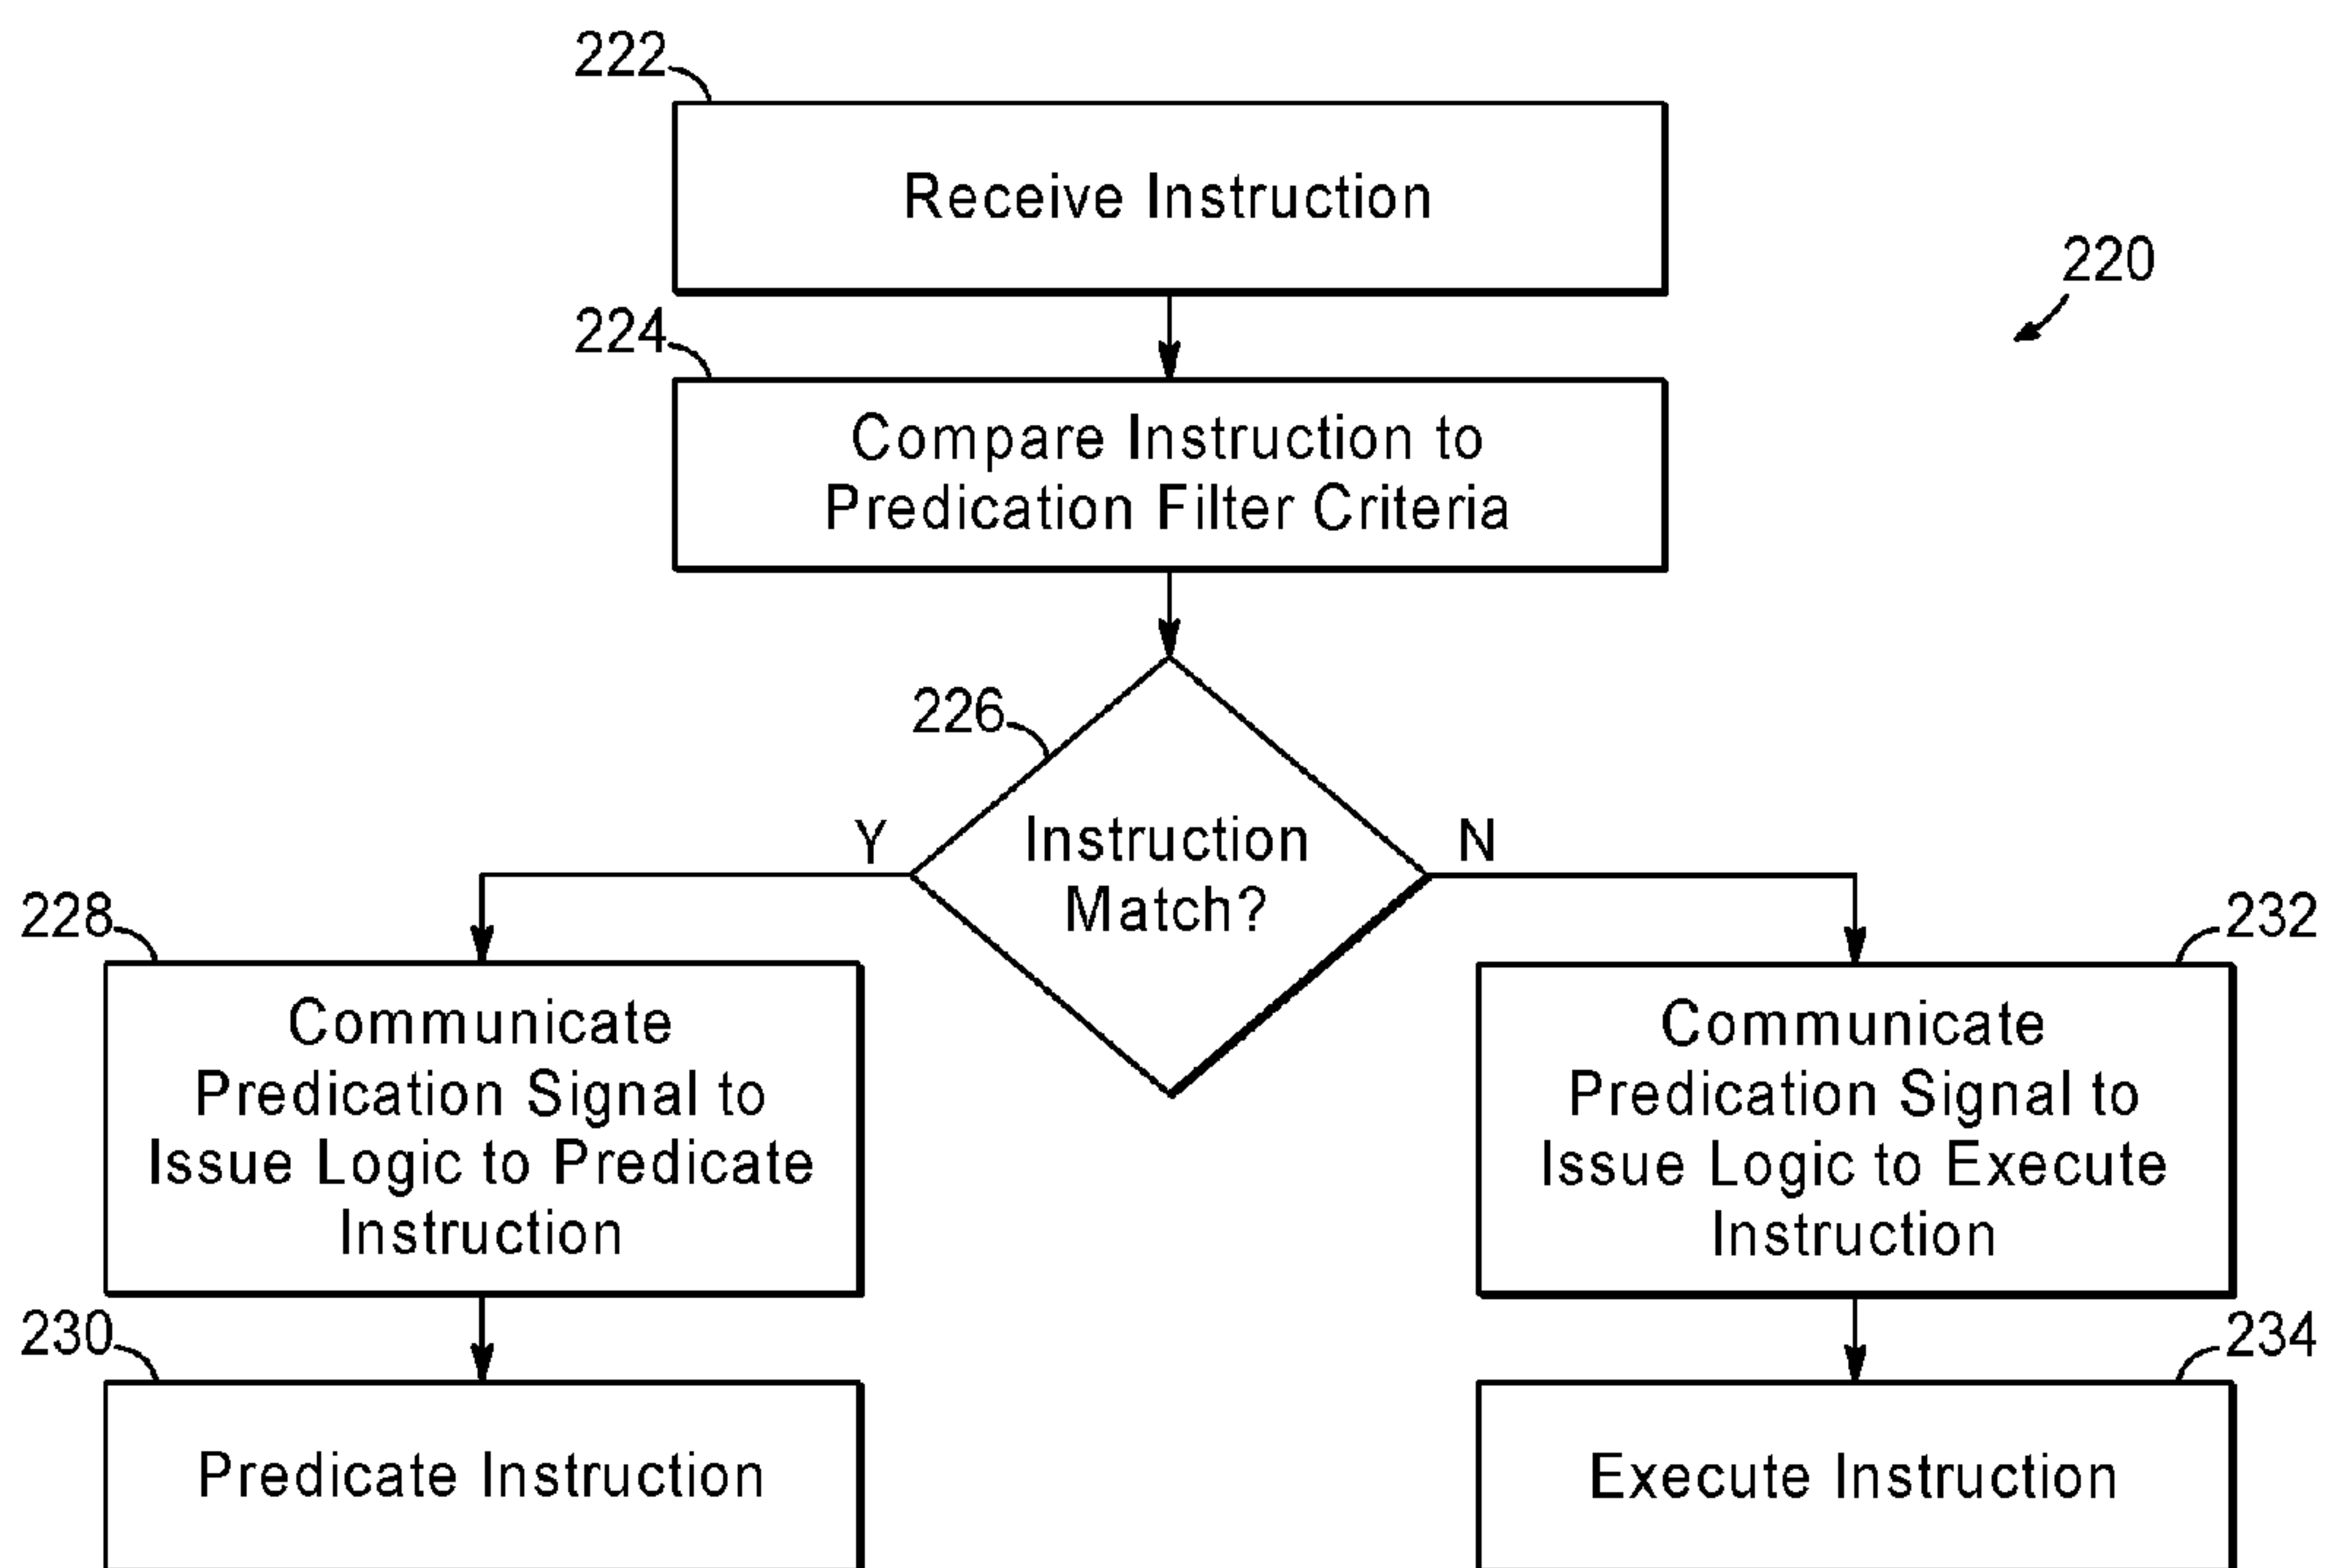 222
Receive Instruction
220
224
Compare Instruction to
Predication Filter Criteria
226
Y
Instruction
Match?
N
228
Communicate
Predication Signal to
Issue Logic to Predicate
Instruction
232
Communicate
Predication Signal to
Issue Logic to Execute
Instruction
230
Predicate Instruction
234
Execute Instruction